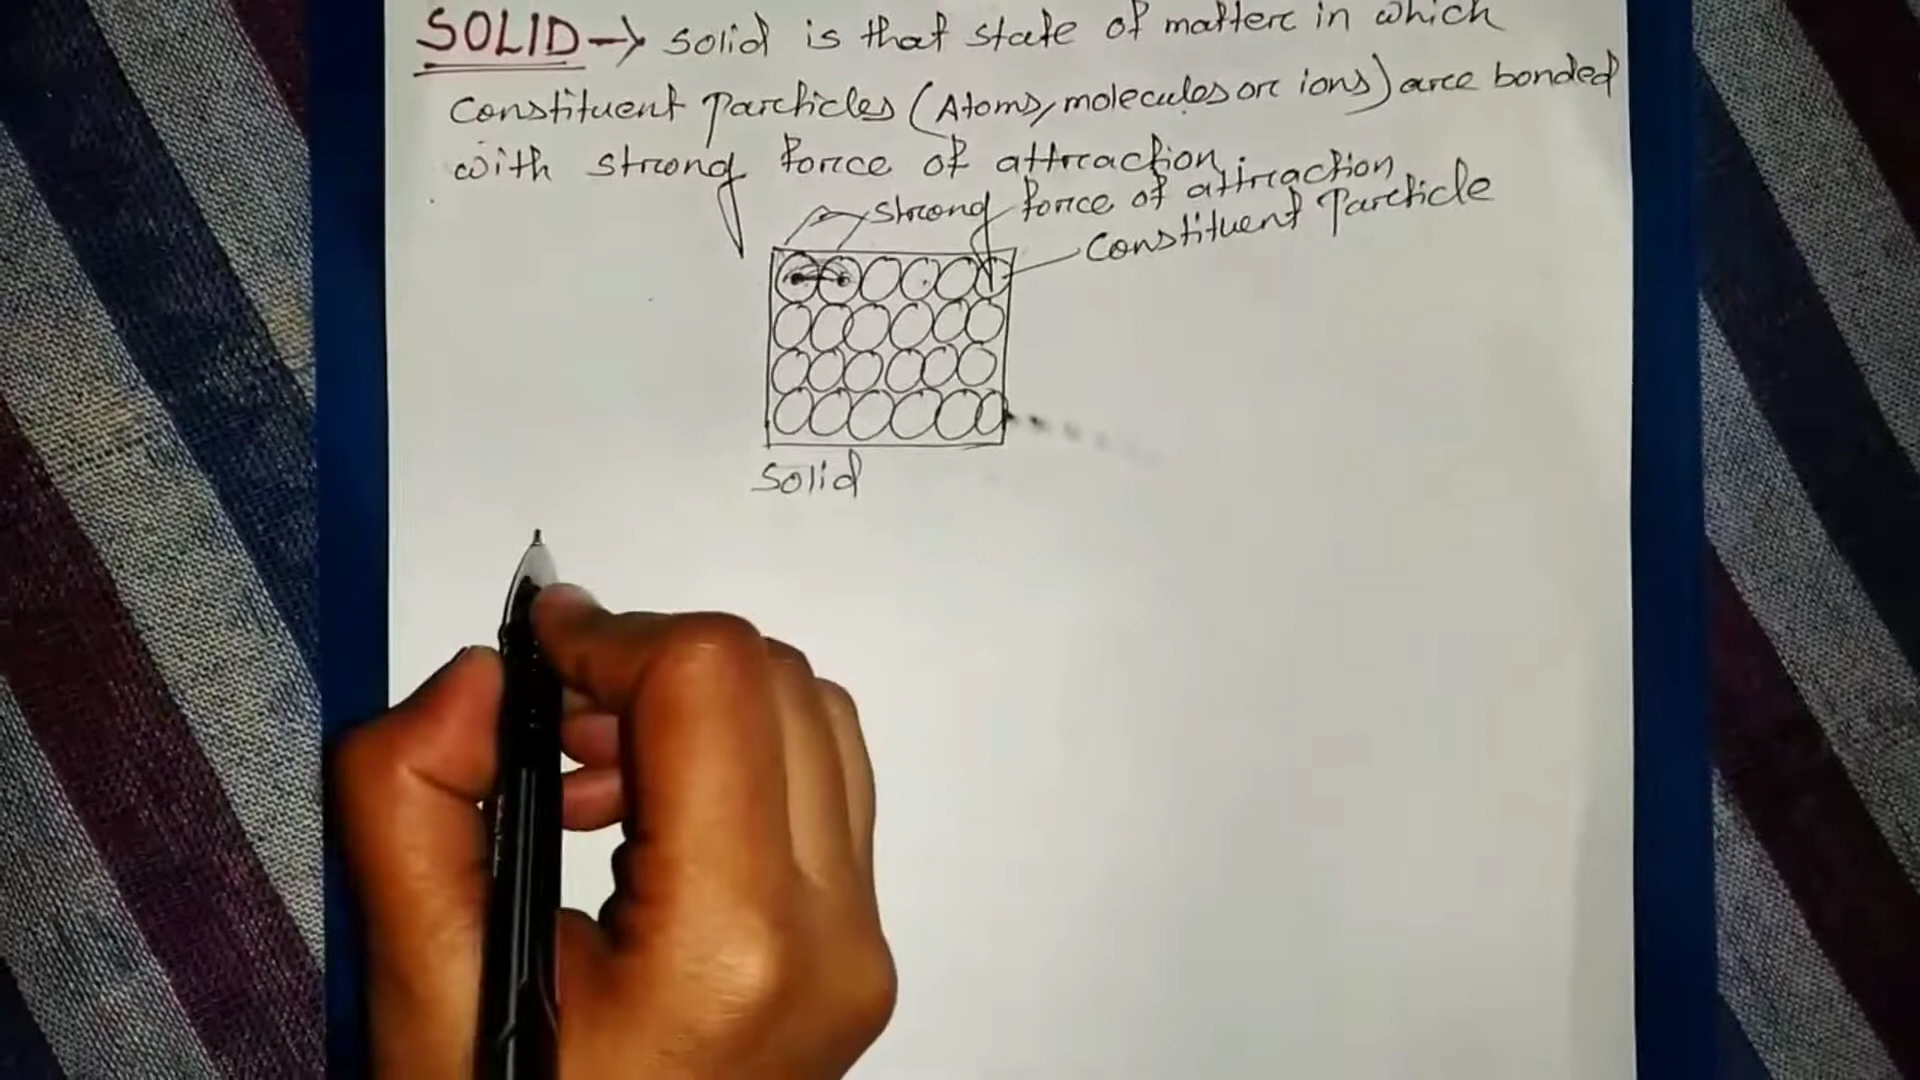 SOLID → Solid is that state of matter in which
Constituent Particles (Atoms, molecules or ions) are bonded
with strong force of attraction.
strong force of attraction
Constituent Particle
Solid